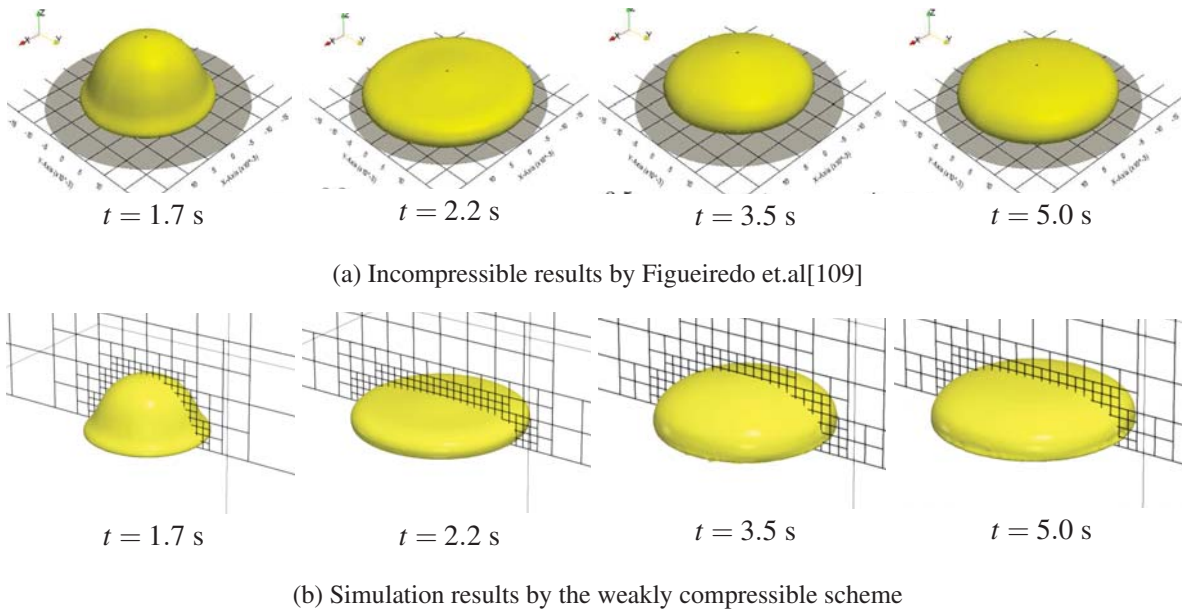 t = 1.7 s
t = 2.2 s
t = 3.5 s
t = 5.0 s
(a) Incompressible results by Figueiredo et.al[109]
t = 1.7 s
t = 2.2 s
t = 3.5 s
t = 5.0 s
(b) Simulation results by the weakly compressible scheme